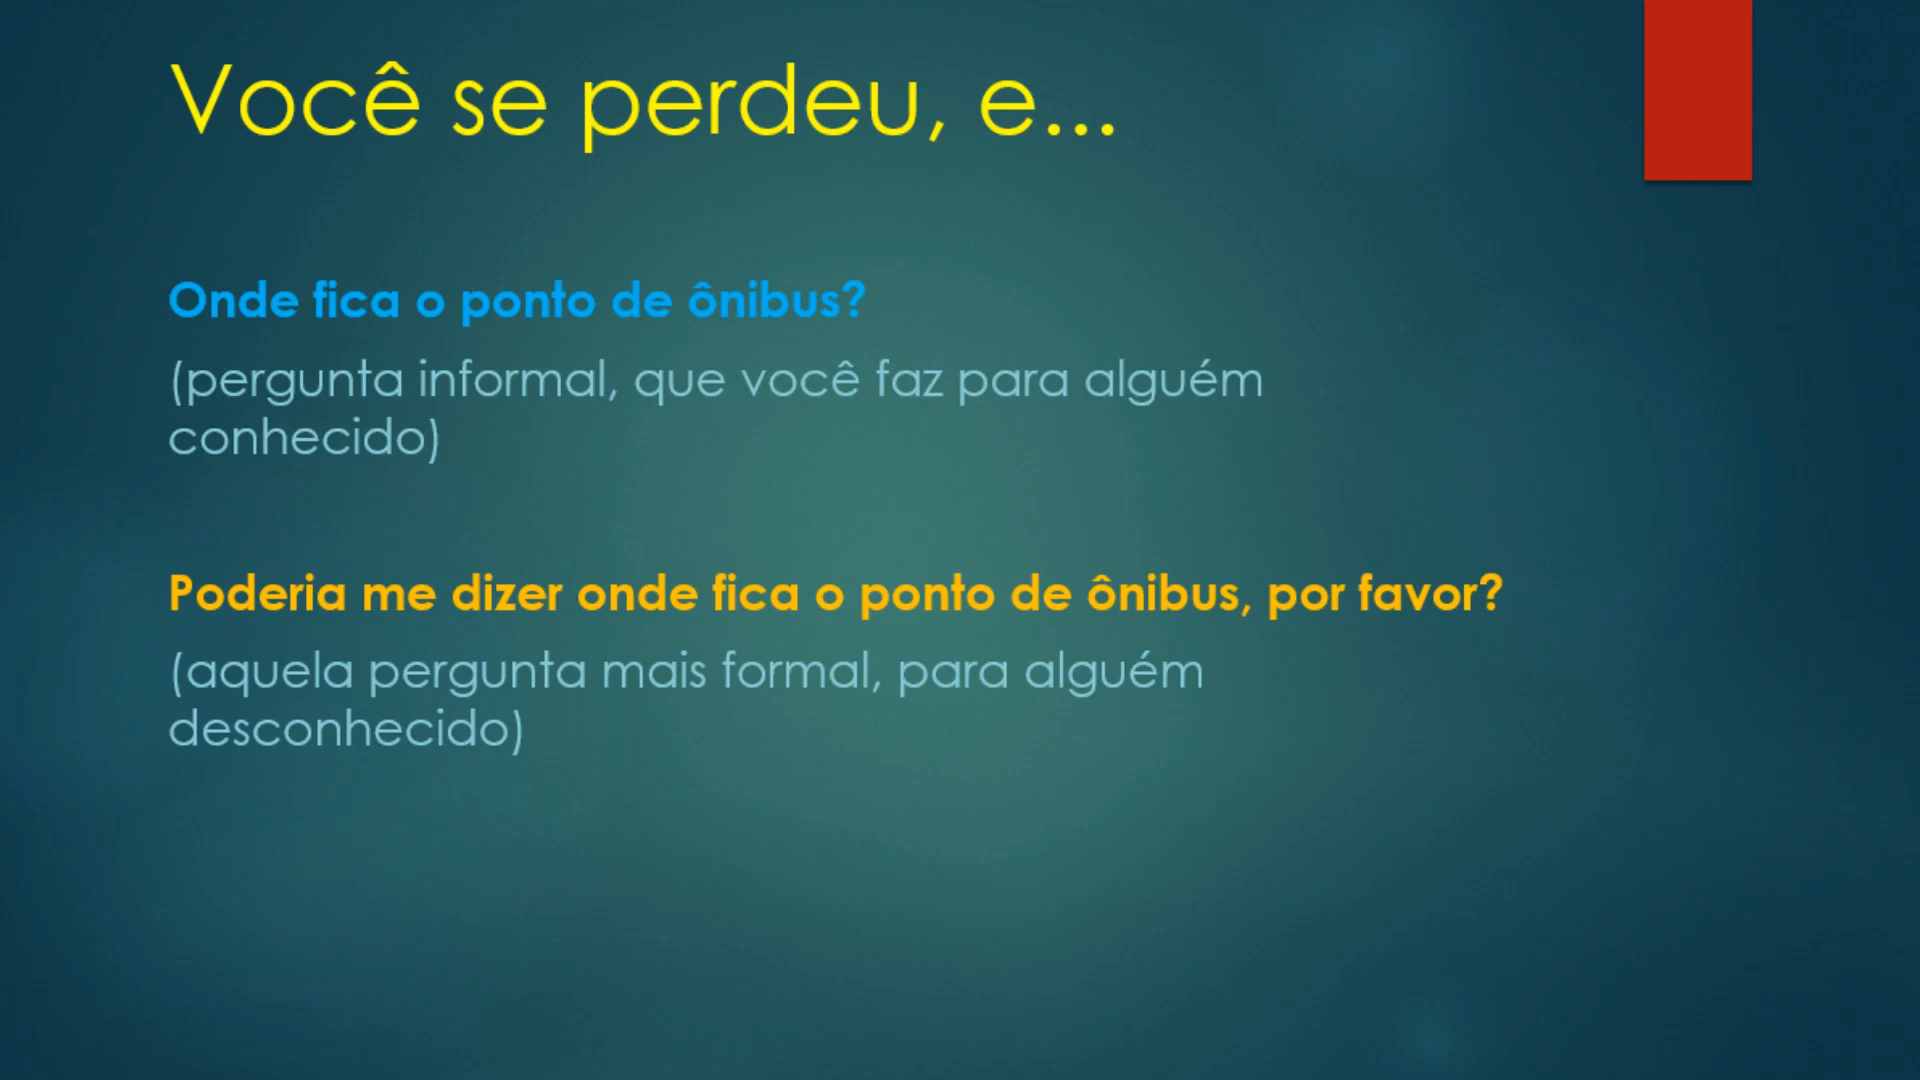 Você se perdeu, e...
Onde fica o ponto de ônibus?
(pergunta informal, que você faz para alguém
conhecido)
Poderia me dizer onde fica o ponto de ônibus, por favor?
(aquela pergunta mais formal, para alguém
desconhecido)